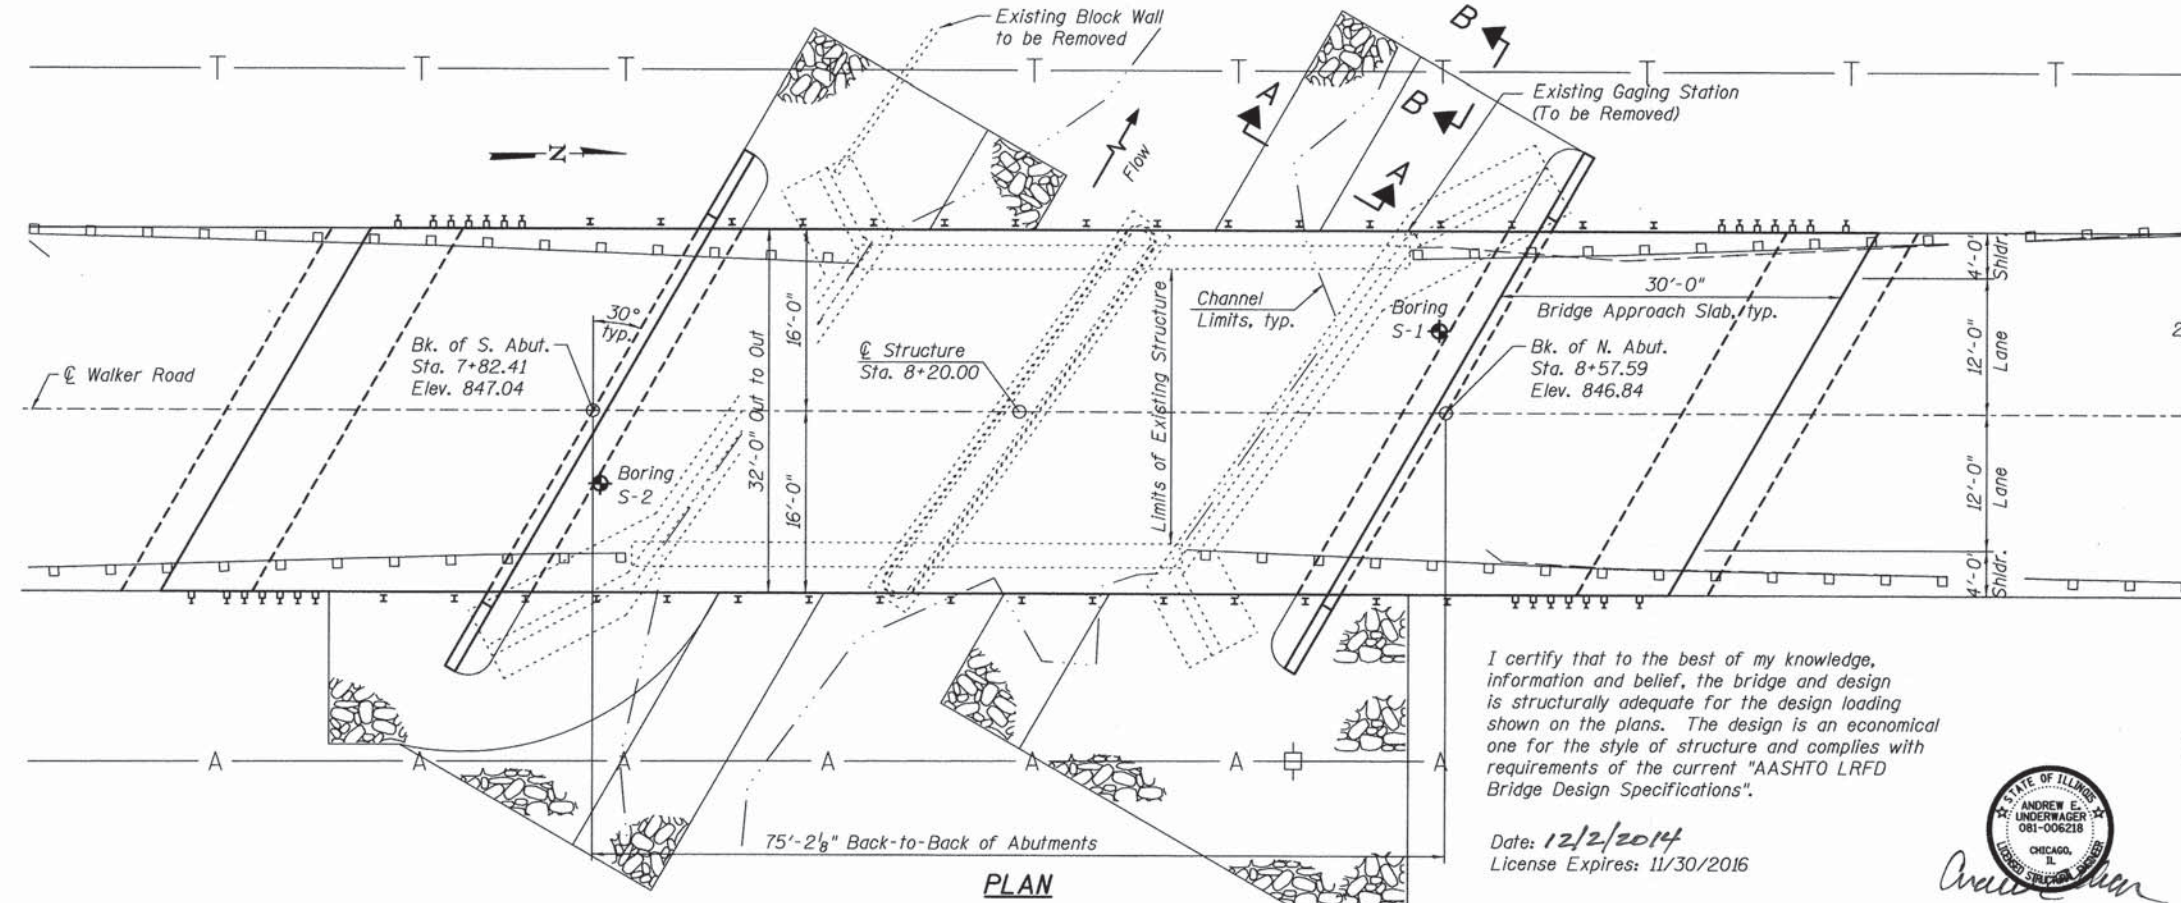 Existing Block Wall
to be Removed
B
T T T T T T T T T
Existing Gaging Station
(To be Removed)
A
B
N
Flow
A
4'-0"
Shldr.
30'-0"
Bridge Approach Slab, typ.
Channel
Limits, typ.
Boring
S-1
30°
typ.
16'-0"
Bk. of S. Abut.
Sta. 7+82.41
Elev. 847.04
℄ Structure
Sta. 8+20.00
Bk. of N. Abut.
Sta. 8+57.59
Elev. 846.84
12'-0"
Lane
℄ Walker Road
2
32'-0" Out to Out
Limits of Existing Structure
Boring
S-2
16'-0"
12'-0"
Lane
4'-0"
Shldr.
I certify that to the best of my knowledge,
information and belief, the bridge and design
is structurally adequate for the design loading
shown on the plans. The design is an economical
one for the style of structure and complies with
requirements of the current "AASHTO LRFD
Bridge Design Specifications".
A A A A A A A
75'-2⅛" Back-to-Back of Abutments
Date: 12/2/2014
License Expires: 11/30/2016
PLAN
STATE OF ILLINOIS
ANDREW E.
UNDERWAGER
081-006218
CHICAGO,
IL
LICENSED STRUCTURAL ENGINEER